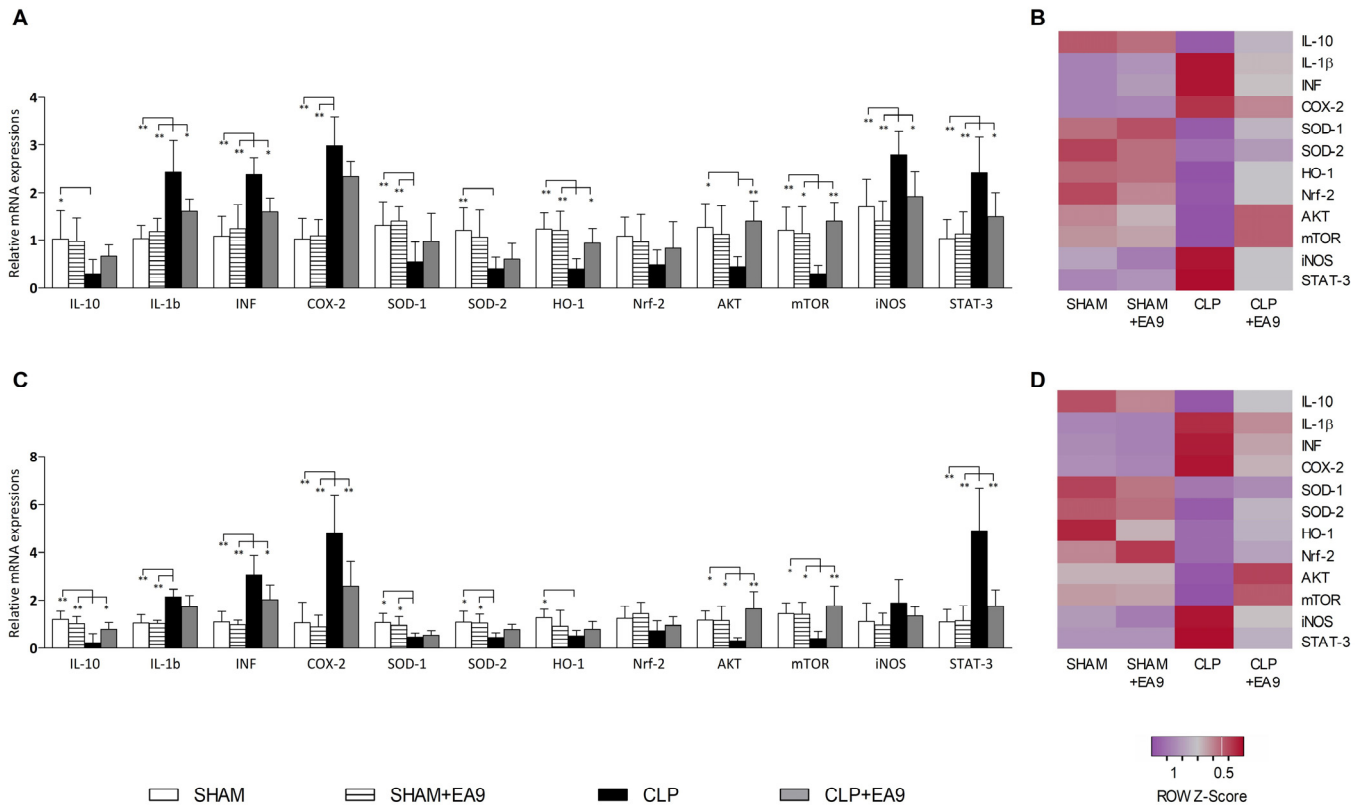 A
B
Relative mRNA expressions
4
3
2
1
0
* ** ** * ** ** * ** ** ** ** ** ** ** * * ** ** * ** ** ** * ** ** * *
IL-10 IL-1b INF COX-2 SOD-1 SOD-2 HO-1 Nrf-2 AKT mTOR iNOS STAT-3
IL-10
IL-1β
INF
COX-2
SOD-1
SOD-2
HO-1
Nrf-2
AKT
mTOR
iNOS
STAT-3
SHAM SHAM CLP CLP
+EA9 +EA9
C
D
Relative mRNA expressions
8
6
4
2
0
** ** * ** ** ** ** * ** ** ** * * * * * * * ** * * ** ** ** **
IL-10 IL-1b INF COX-2 SOD-1 SOD-2 HO-1 Nrf-2 AKT mTOR iNOS STAT-3
IL-10
IL-1β
INF
COX-2
SOD-1
SOD-2
HO-1
Nrf-2
AKT
mTOR
iNOS
STAT-3
SHAM SHAM CLP CLP
+EA9 +EA9
1 0.5
ROW Z-Score
SHAM SHAM+EA9 CLP CLP+EA9